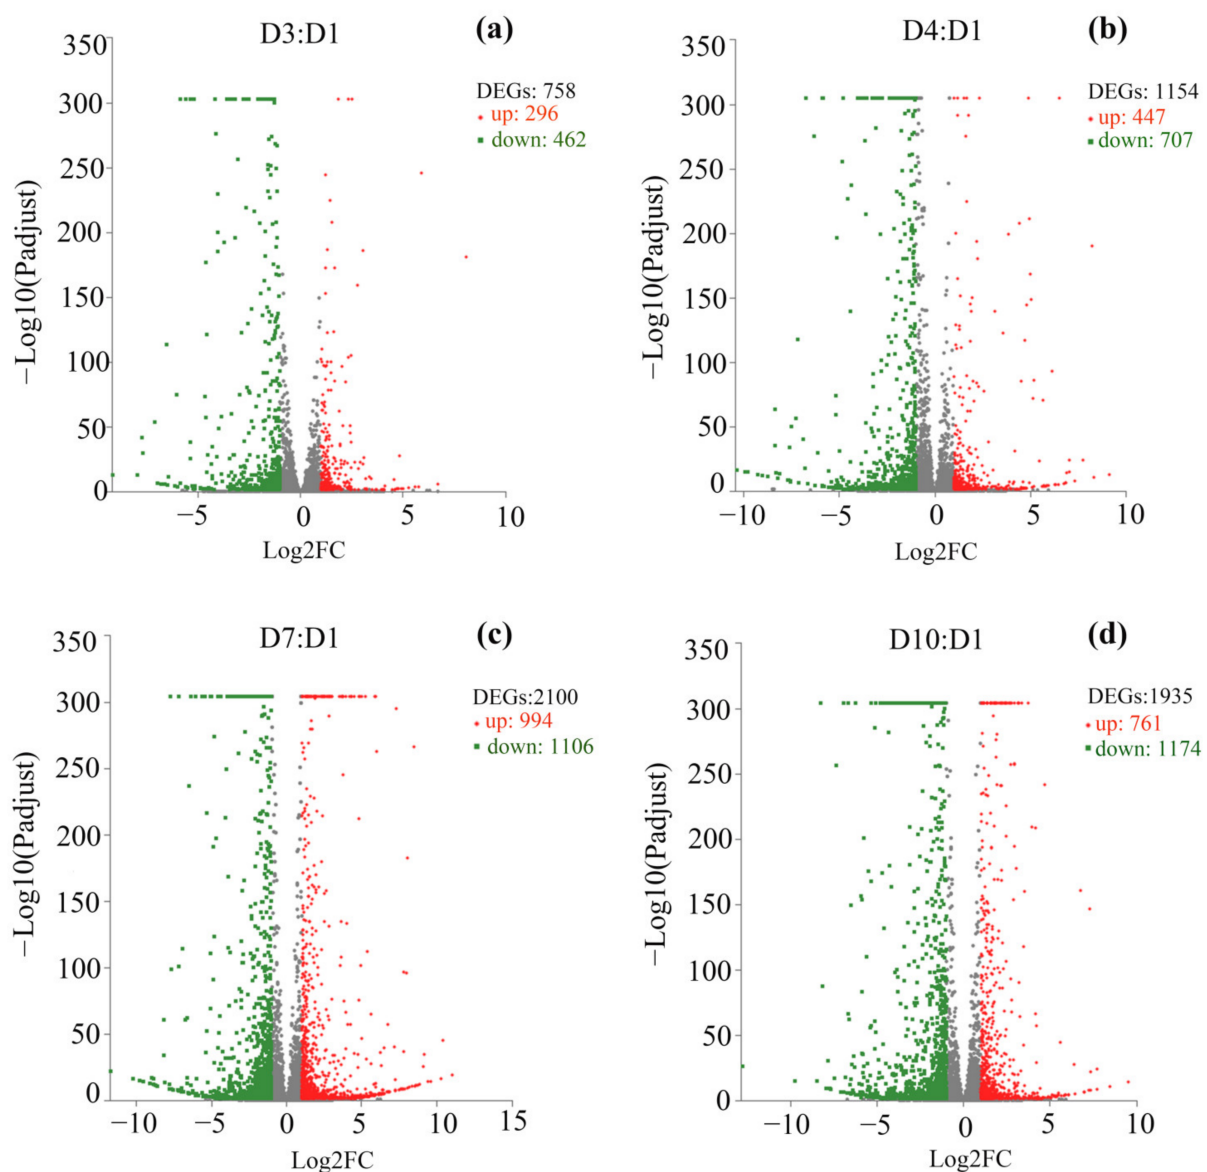 D3:D1
(a)
DEGs: 758
up: 296
down: 462
−Log10(Padjust)
350
300
250
200
150
100
50
0
−5
0
5
10
Log2FC
D4:D1
(b)
DEGs: 1154
up: 447
down: 707
−Log10(Padjust)
350
300
250
200
150
100
50
0
−10
−5
0
5
10
Log2FC
D7:D1
(c)
DEGs:2100
up: 994
down: 1106
−Log10(Padjust)
350
300
250
200
150
100
50
0
−10
−5
0
5
10
15
Log2FC
D10:D1
(d)
DEGs:1935
up: 761
down: 1174
−Log10(Padjust)
350
300
250
200
150
100
50
0
−10
−5
0
5
10
Log2FC